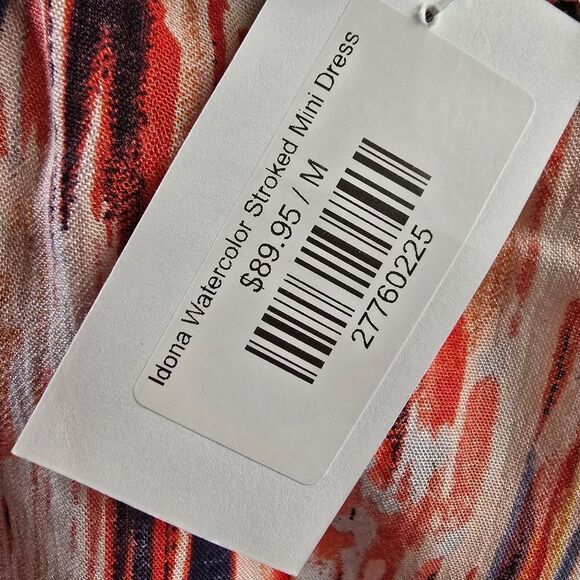 Idona Watercolor Stroked Mini Dress
$89.95 / M
27760225